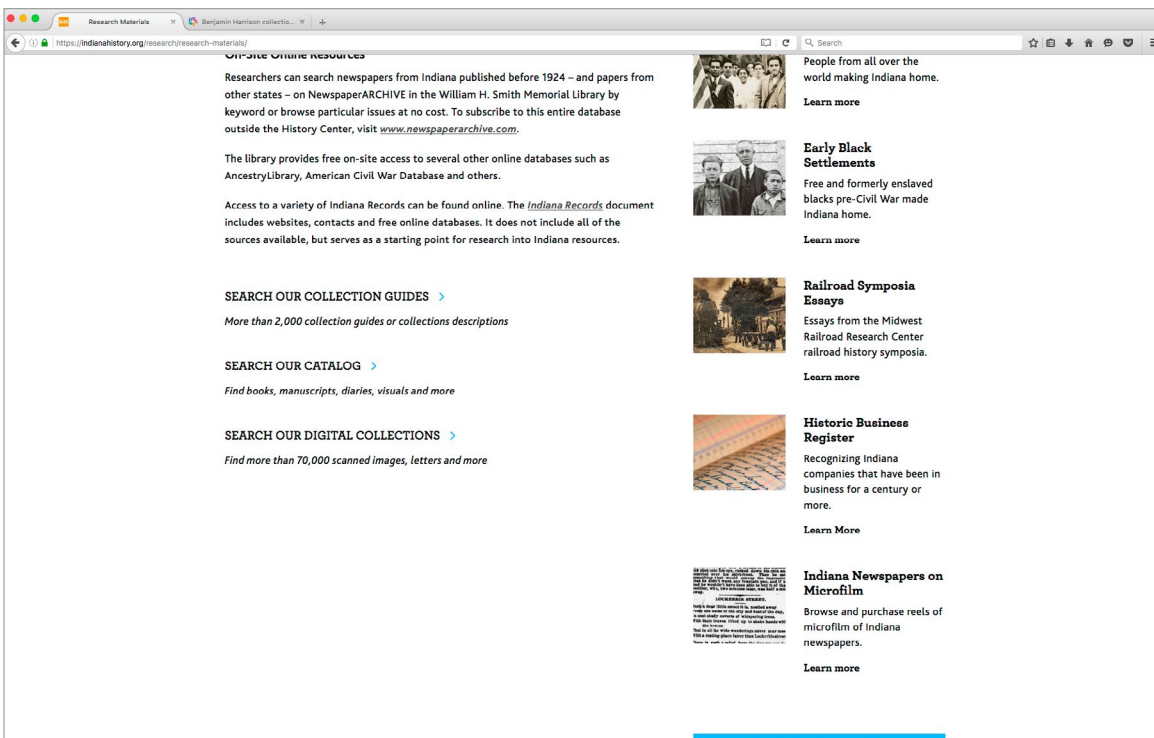 Research Materials
Benjamin Harrison collectio...
https://indianahistory.org/research/research-materials/
Search
On-Site Online Resources
Researchers can search newspapers from Indiana published before 1924 – and papers from
other states – on NewspaperARCHIVE in the William H. Smith Memorial Library by
keyword or browse particular issues at no cost. To subscribe to this entire database
outside the History Center, visit www.newspaperarchive.com.
The library provides free on-site access to several other online databases such as
AncestryLibrary, American Civil War Database and others.
Access to a variety of Indiana Records can be found online. The Indiana Records document
includes websites, contacts and free online databases. It does not include all of the
sources available, but serves as a starting point for research into Indiana resources.
SEARCH OUR COLLECTION GUIDES >
More than 2,000 collection guides or collections descriptions
SEARCH OUR CATALOG >
Find books, manuscripts, diaries, visuals and more
SEARCH OUR DIGITAL COLLECTIONS >
Find more than 70,000 scanned images, letters and more
People from all over the
world making Indiana home.
Learn more
Early Black
Settlements
Free and formerly enslaved
blacks pre-Civil War made
Indiana home.
Learn more
Railroad Symposia
Essays
Essays from the Midwest
Railroad Research Center
railroad history symposia.
Learn more
Historic Business
Register
Recognizing Indiana
companies that have been in
business for a century or
more.
Learn More
LOCKERBIE STREET.
Indiana Newspapers on
Microfilm
Browse and purchase reels of
microfilm of Indiana
newspapers.
Learn more